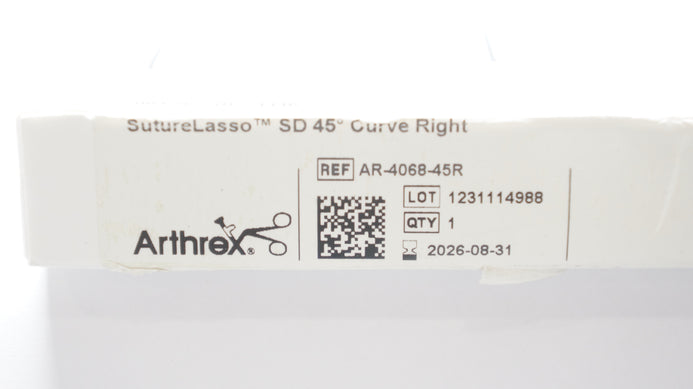 SutureLasso™ SD 45° Curve Right
REF AR-4068-45R
LOT 1231114988
QTY 1
2026-08-31
Arthrex®